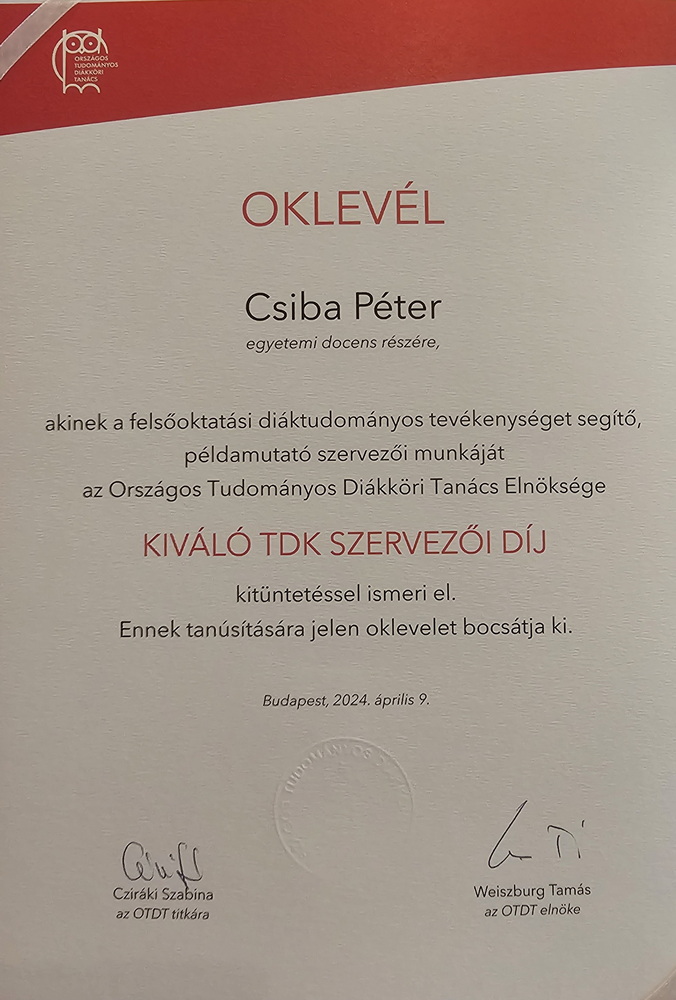 ORSZÁGOS
TUDOMÁNYOS
DIÁKKÖRI
TANÁCS
OKLEVÉL
Csiba Péter
egyetemi docens részére,
akinek a felsőoktatási diáktudományos tevékenységet segítő,
példamutató szervezői munkáját
az Országos Tudományos Diákköri Tanács Elnöksége
KIVÁLÓ TDK SZERVEZŐI DÍJ
kitüntetéssel ismeri el.
Ennek tanúsítására jelen oklevelet bocsátja ki.
Budapest, 2024. április 9.
TUDOMÁNYOS
Cziráki Szabina
az OTDT titkára
Weiszburg Tamás
az OTDT elnöke